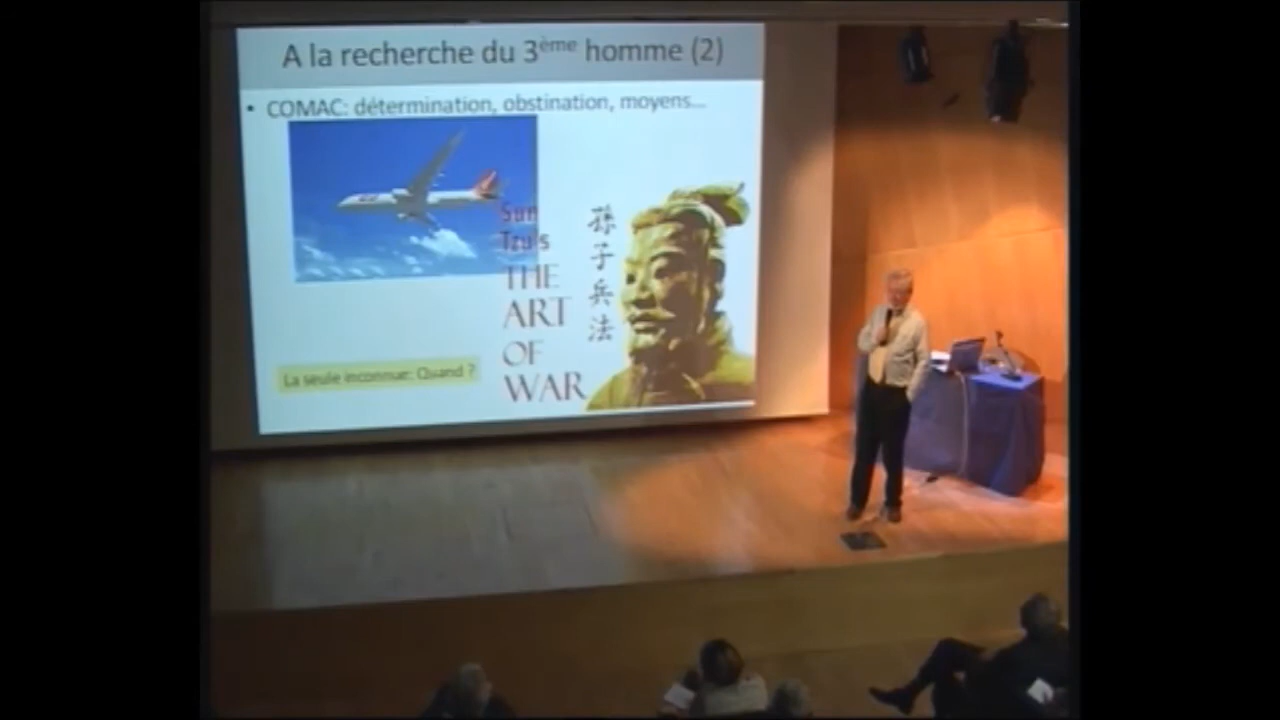 A la recherche du 3ème homme (2)
• COMAC: détermination, obstination, moyens...
Sun
Tzu's
THE
ART
OF
WAR
孫子兵法
La seule inconnue: Quand ?